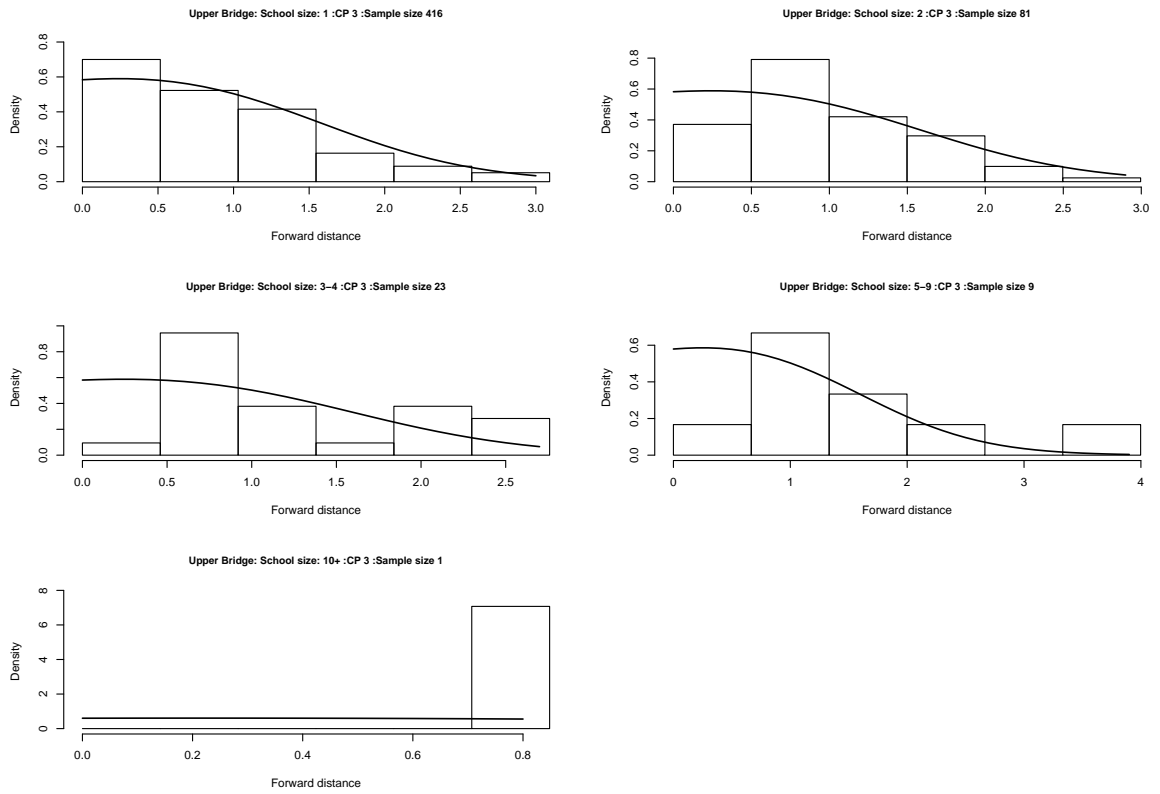 Upper Bridge: School size: 1 :CP 3 :Sample size 416
Density
0.0 0.2 0.4 0.6 0.8
0.0 0.5 1.0 1.5 2.0 2.5 3.0
Forward distance
Upper Bridge: School size: 2 :CP 3 :Sample size 81
Density
0.0 0.2 0.4 0.6 0.8
0.0 0.5 1.0 1.5 2.0 2.5 3.0
Forward distance
Upper Bridge: School size: 3–4 :CP 3 :Sample size 23
Density
0.0 0.4 0.8
0.0 0.5 1.0 1.5 2.0 2.5
Forward distance
Upper Bridge: School size: 5–9 :CP 3 :Sample size 9
Density
0.0 0.2 0.4 0.6
0 1 2 3 4
Forward distance
Upper Bridge: School size: 10+ :CP 3 :Sample size 1
Density
0 2 4 6 8
0.0 0.2 0.4 0.6 0.8
Forward distance